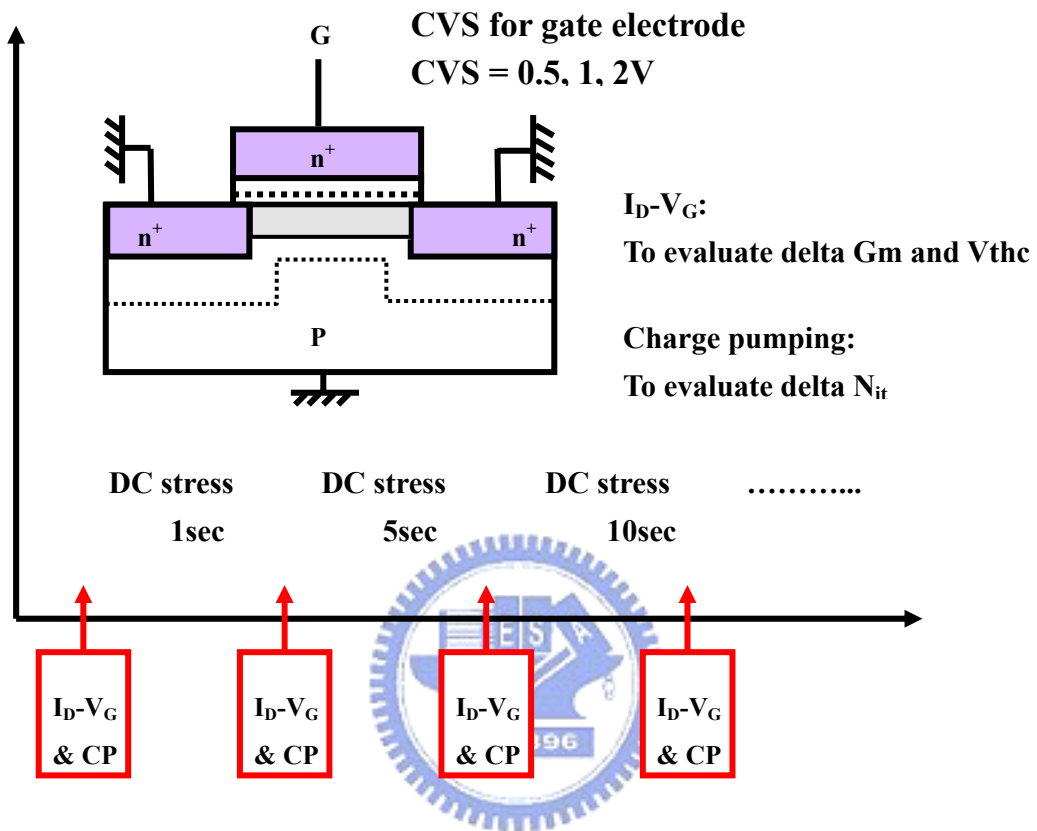 G
CVS for gate electrode
CVS = 0.5, 1, 2V
n+
n+
n+
P
ID-VG:
To evaluate delta Gm and Vthc
Charge pumping:
To evaluate delta Nit
DC stress
1sec
DC stress
5sec
DC stress
10sec
………...
ES
A
896
ID-VG
& CP
ID-VG
& CP
ID-VG
& CP
ID-VG
& CP